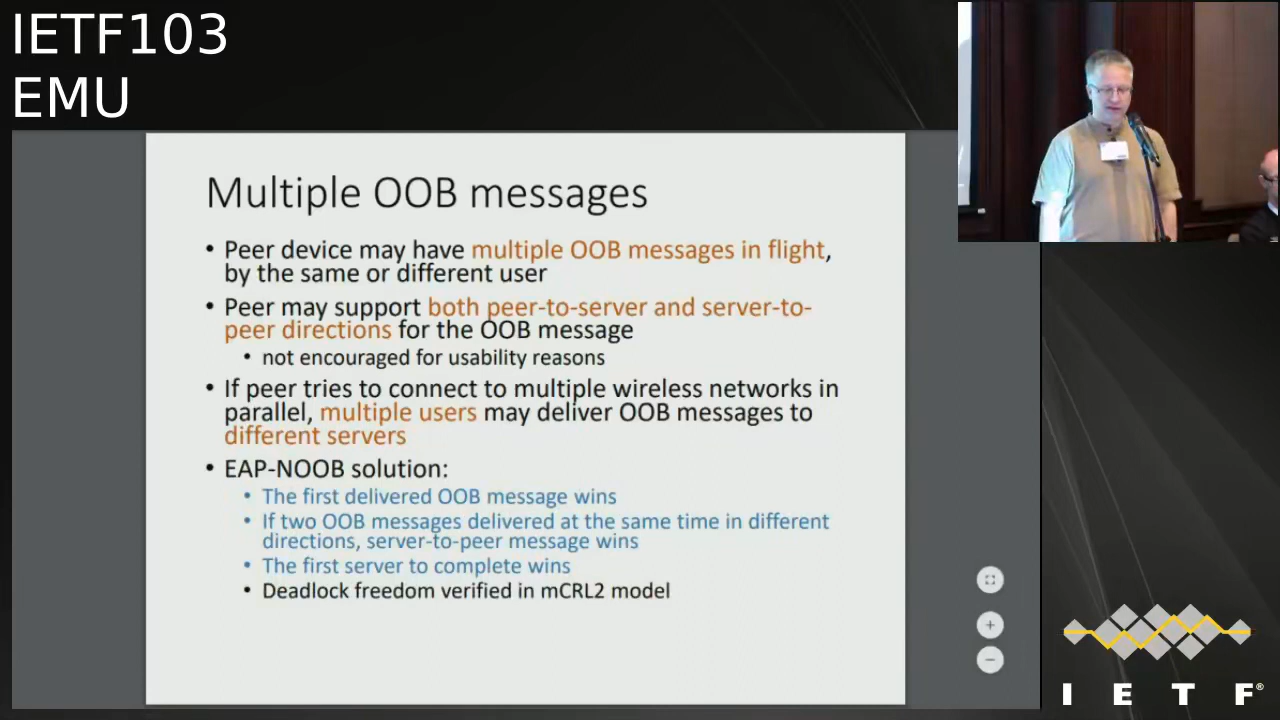 IETF103
EMU
Multiple OOB messages
• Peer device may have multiple OOB messages in flight,
by the same or different user
• Peer may support both peer-to-server and server-to-
peer directions for the OOB message
• not encouraged for usability reasons
• If peer tries to connect to multiple wireless networks in
parallel, multiple users may deliver OOB messages to
different servers
• EAP-NOOB solution:
• The first delivered OOB message wins
• If two OOB messages delivered at the same time in different
directions, server-to-peer message wins
• The first server to complete wins
• Deadlock freedom verified in mCRL2 model
I E T F®